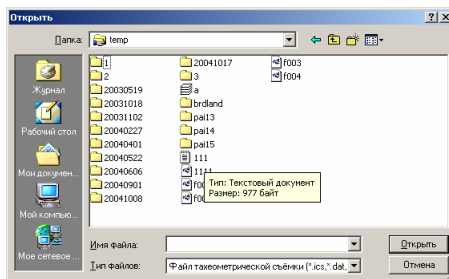 Открыть
Папка:
temp
1
2
20030519
20031018
20031102
20040227
20040401
20040522
20040606
20040901
20041008
20041017
3
a
brdland
pai13
pai14
pai15
111
f003
f004
Тип: Текстовый документ
Размер: 977 байт
Журнал
Рабочий стол
Мои докумен...
Мой компью...
Мое сетевое ...
Имя файла:
Открыть
Тип файлов:
Файл тахеометрической съёмки (*.ics,*.dat,
Отмена